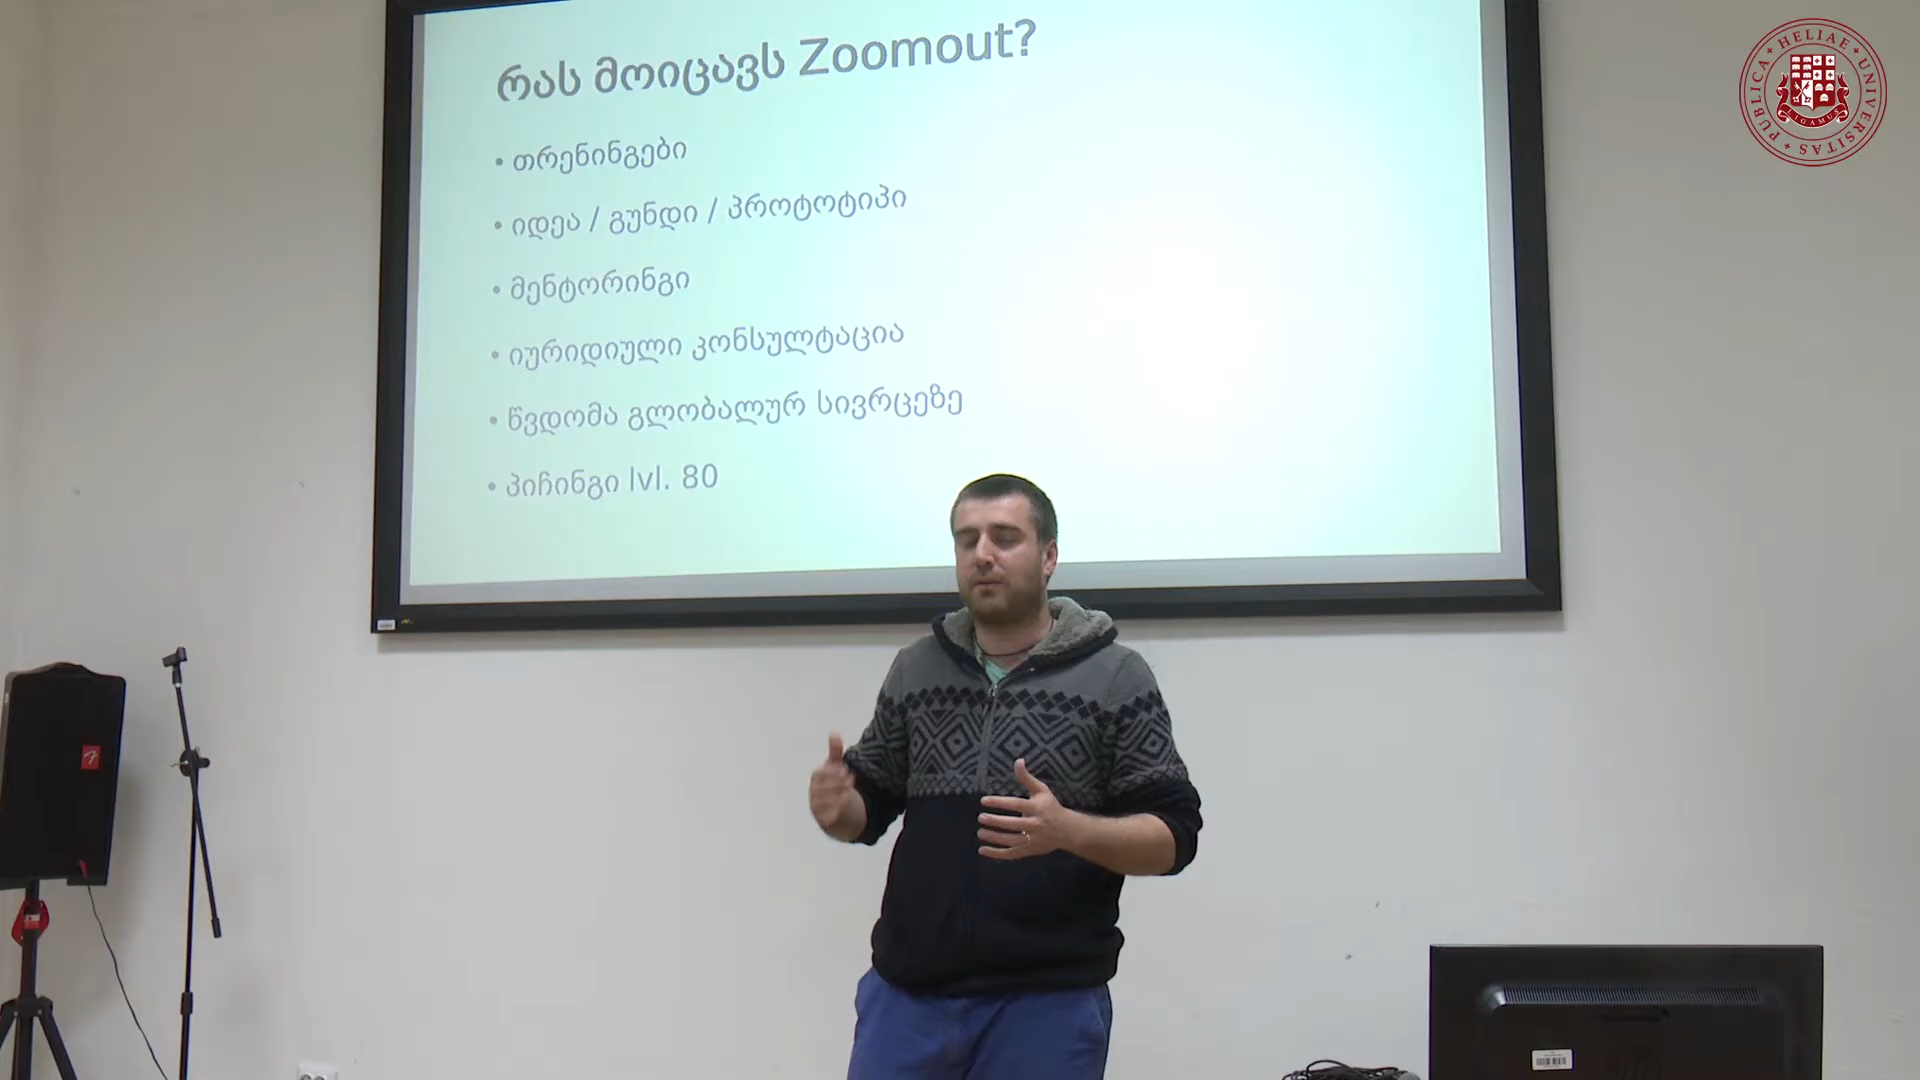 რას მოიცავს Zoomout?
• თრენინგები
• იდეა / გუნდი / პროტოტიპი
• მენტორინგი
• იურიდიული კონსულტაცია
• წვდომა გლობალურ სივრცეზე
• პიჩინგი lvl. 80
PUBLICA HELIAE UNIVERSITAS
LIGAMUS